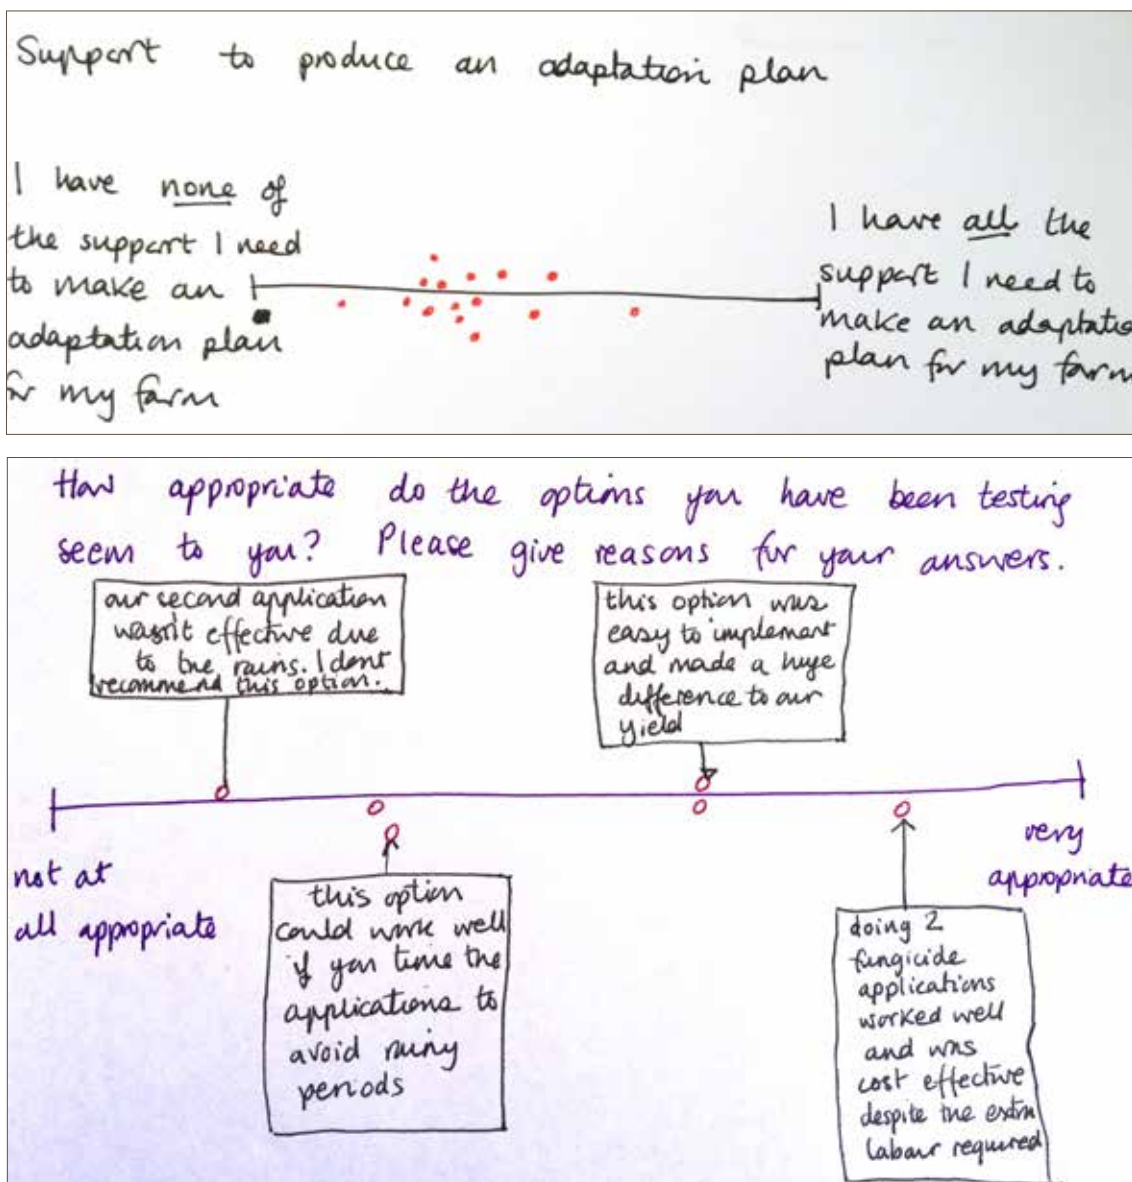 Support to produce an adaptation plan
I have none of
the support I need
to make an
adaptation plan
for my farm
I have all the
support I need to
make an adaptatio
plan for my farm
How appropriate do the options you have been testing
seem to you? Please give reasons for your answers.
our second application
wasn't effective due
to the rains. I dont
recommend this option.
this option was
easy to implement
and made a huge
difference to our
yield
not at
all appropriate
very
appropriate
this option
could work well
if you time the
applications to
avoid rainy
periods
doing 2
fungicide
applications
worked well
and was
cost effective
despite the extra
labour required